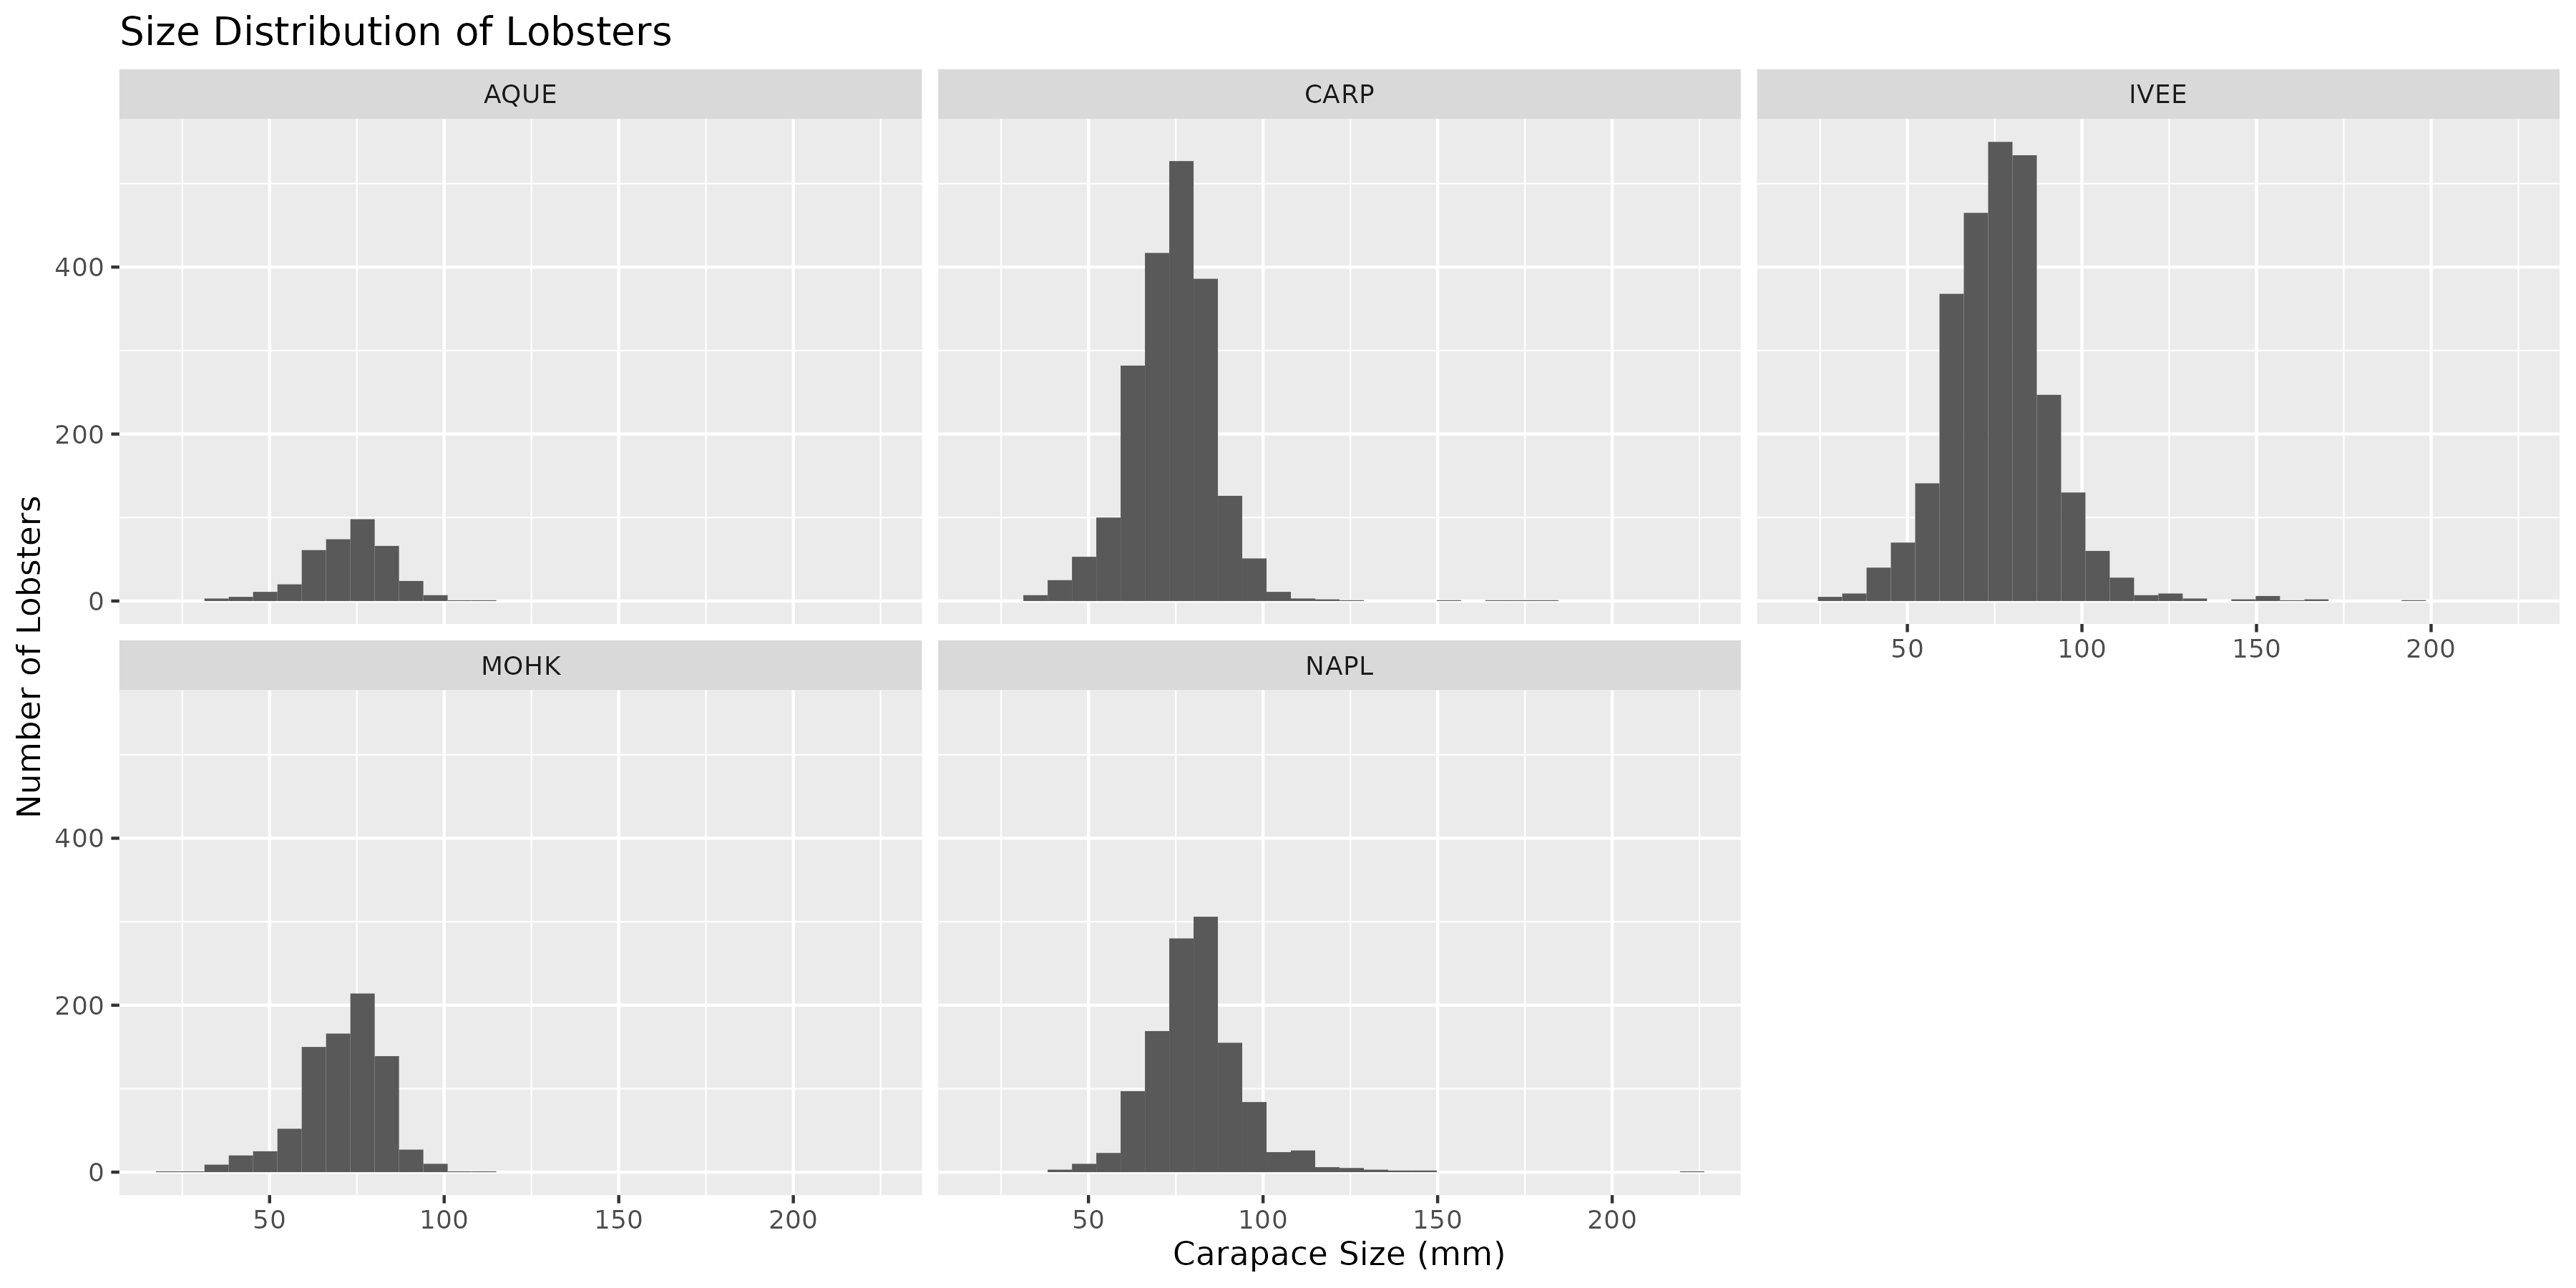 Size Distribution of Lobsters
AQUE
CARP
IVEE
Number of Lobsters
400
200
0
50 100 150 200
MOHK
NAPL
400
200
0
50 100 150 200
50 100 150 200
Carapace Size (mm)